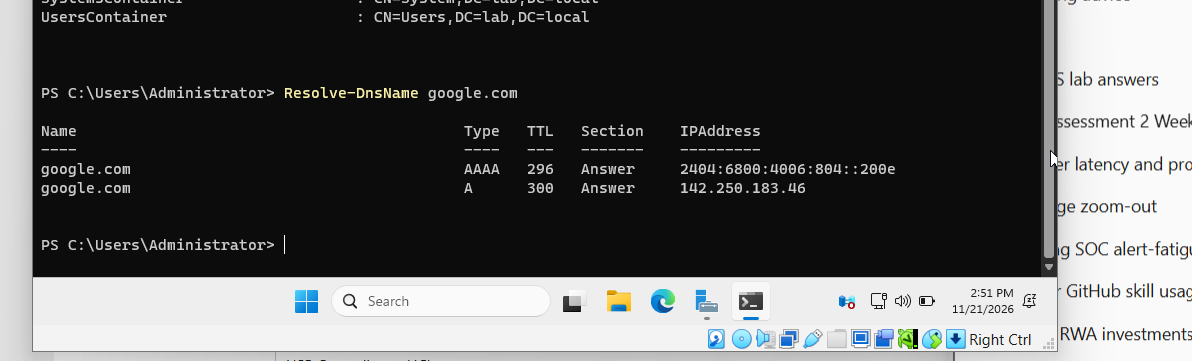 UsersContainer : CN=Users,DC=lab,DC=local
PS C:\Users\Administrator> Resolve-DnsName google.com
Name Type TTL Section IPAddress
---- ---- --- ------- ---------
google.com AAAA 296 Answer 2404:6800:4006:804::200e
google.com A 300 Answer 142.250.183.46
PS C:\Users\Administrator>
lab answers
Assessment 2 Week
latency and pro
zoom-out
SOC alert-fatigu
GitHub skill usag
RWA investments
Search
2:51 PM
11/21/2026
Right Ctrl